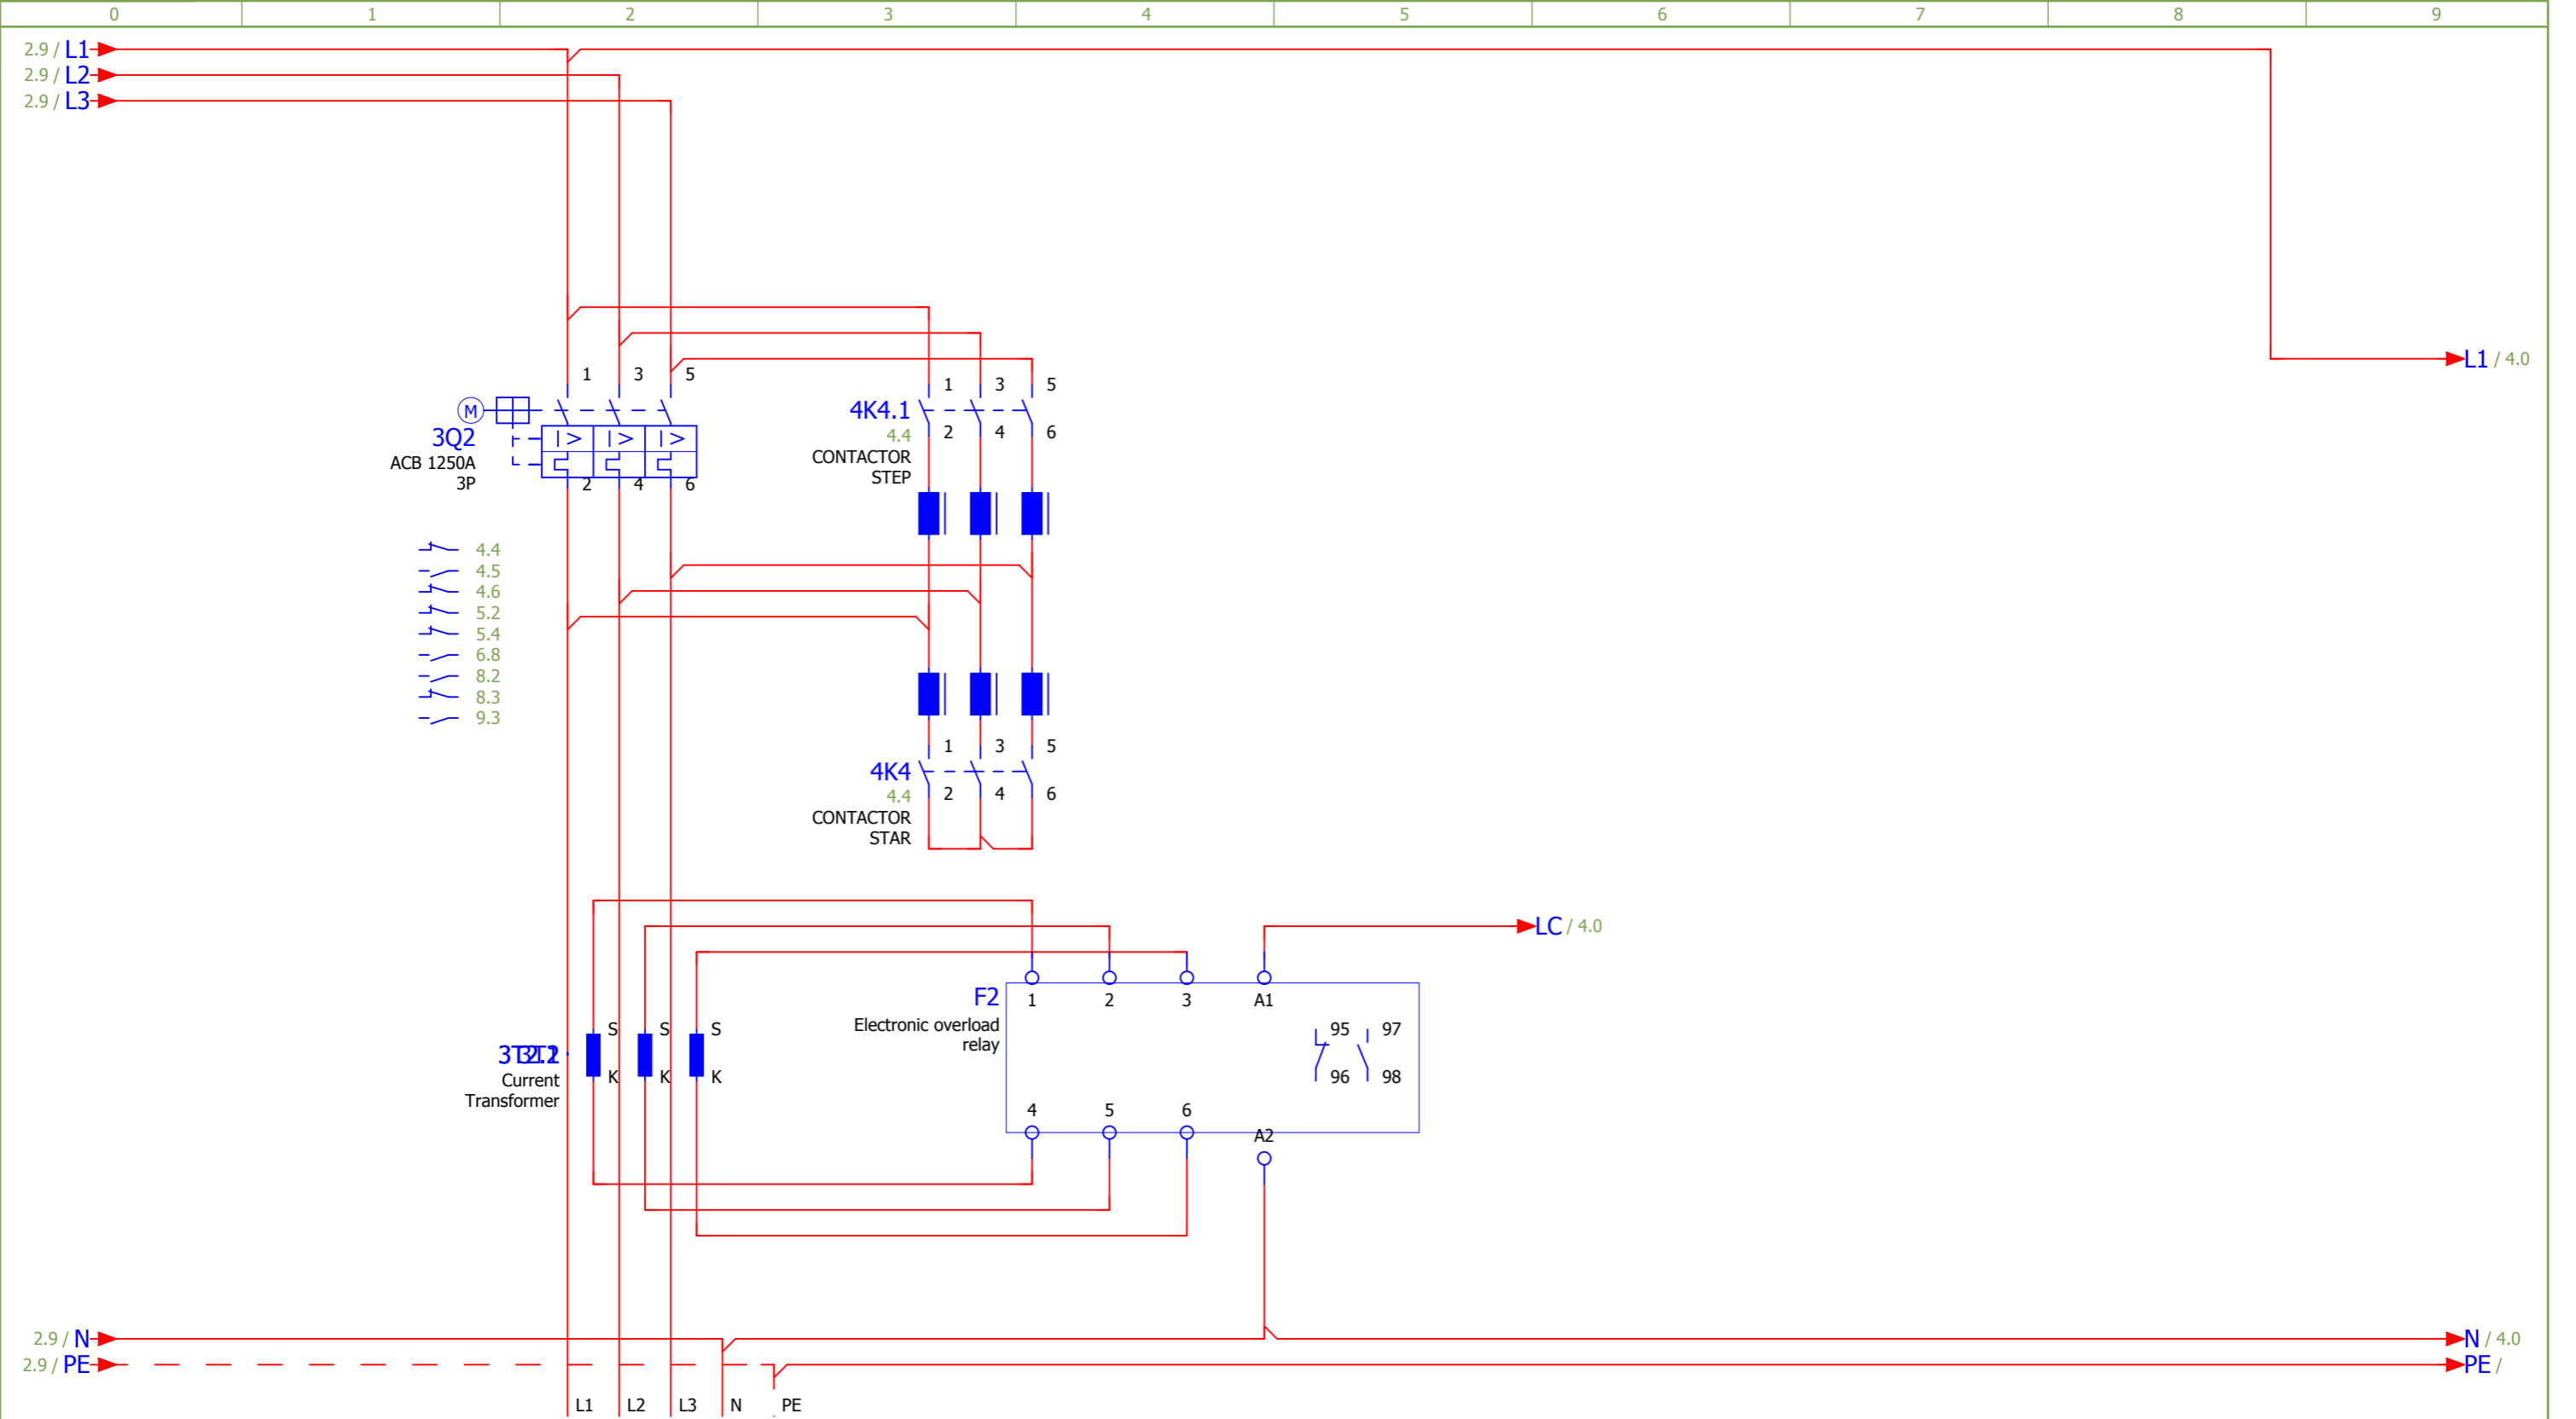 0 1 2 3 4 5 6 7 8 9
2.9 / L1
2.9 / L2
2.9 / L3
L1 / 4.0
1 3 5
M
3Q2
ACB 1250A
3P
I> I> I>
2 4 6
1 3 5
4K4.1
4.4
CONTACTOR
STEP
2 4 6
4.4
4.5
4.6
5.2
5.4
6.8
8.2
8.3
9.3
1 3 5
4K4
4.4
CONTACTOR
STAR
2 4 6
LC / 4.0
F2
Electronic overload
relay
1 2 3 A1
95 97
96 98
4 5 6
A2
S S S
Current
Transformer
K K K
2.9 / N
2.9 / PE
N / 4.0
PE /
L1 L2 L3 N PE